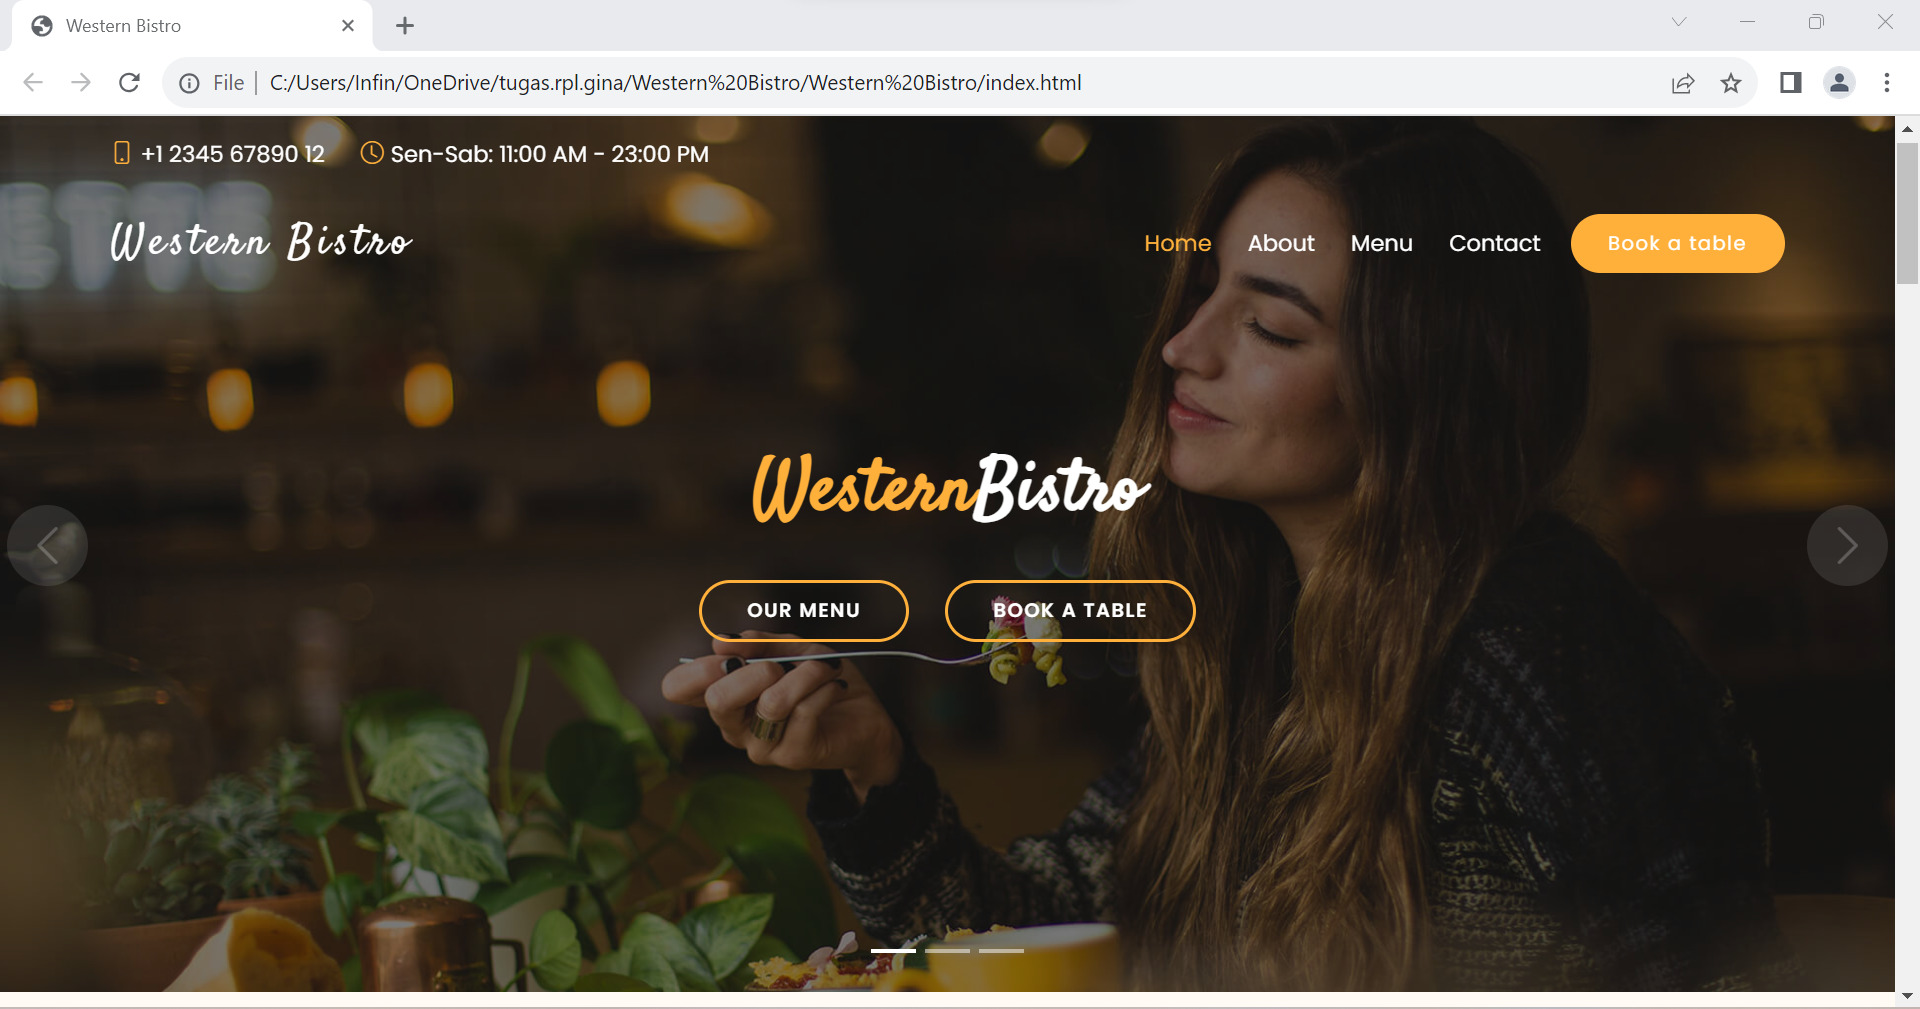 Western Bistro
File
C:/Users/Infin/OneDrive/tugas.rpl.gina/Western%20Bistro/Western%20Bistro/index.html
+1 2345 67890 12
Sen-Sab: 11:00 AM - 23:00 PM
Western Bistro
Home
About
Menu
Contact
Book a table
WesternBistro
OUR MENU
BOOK A TABLE